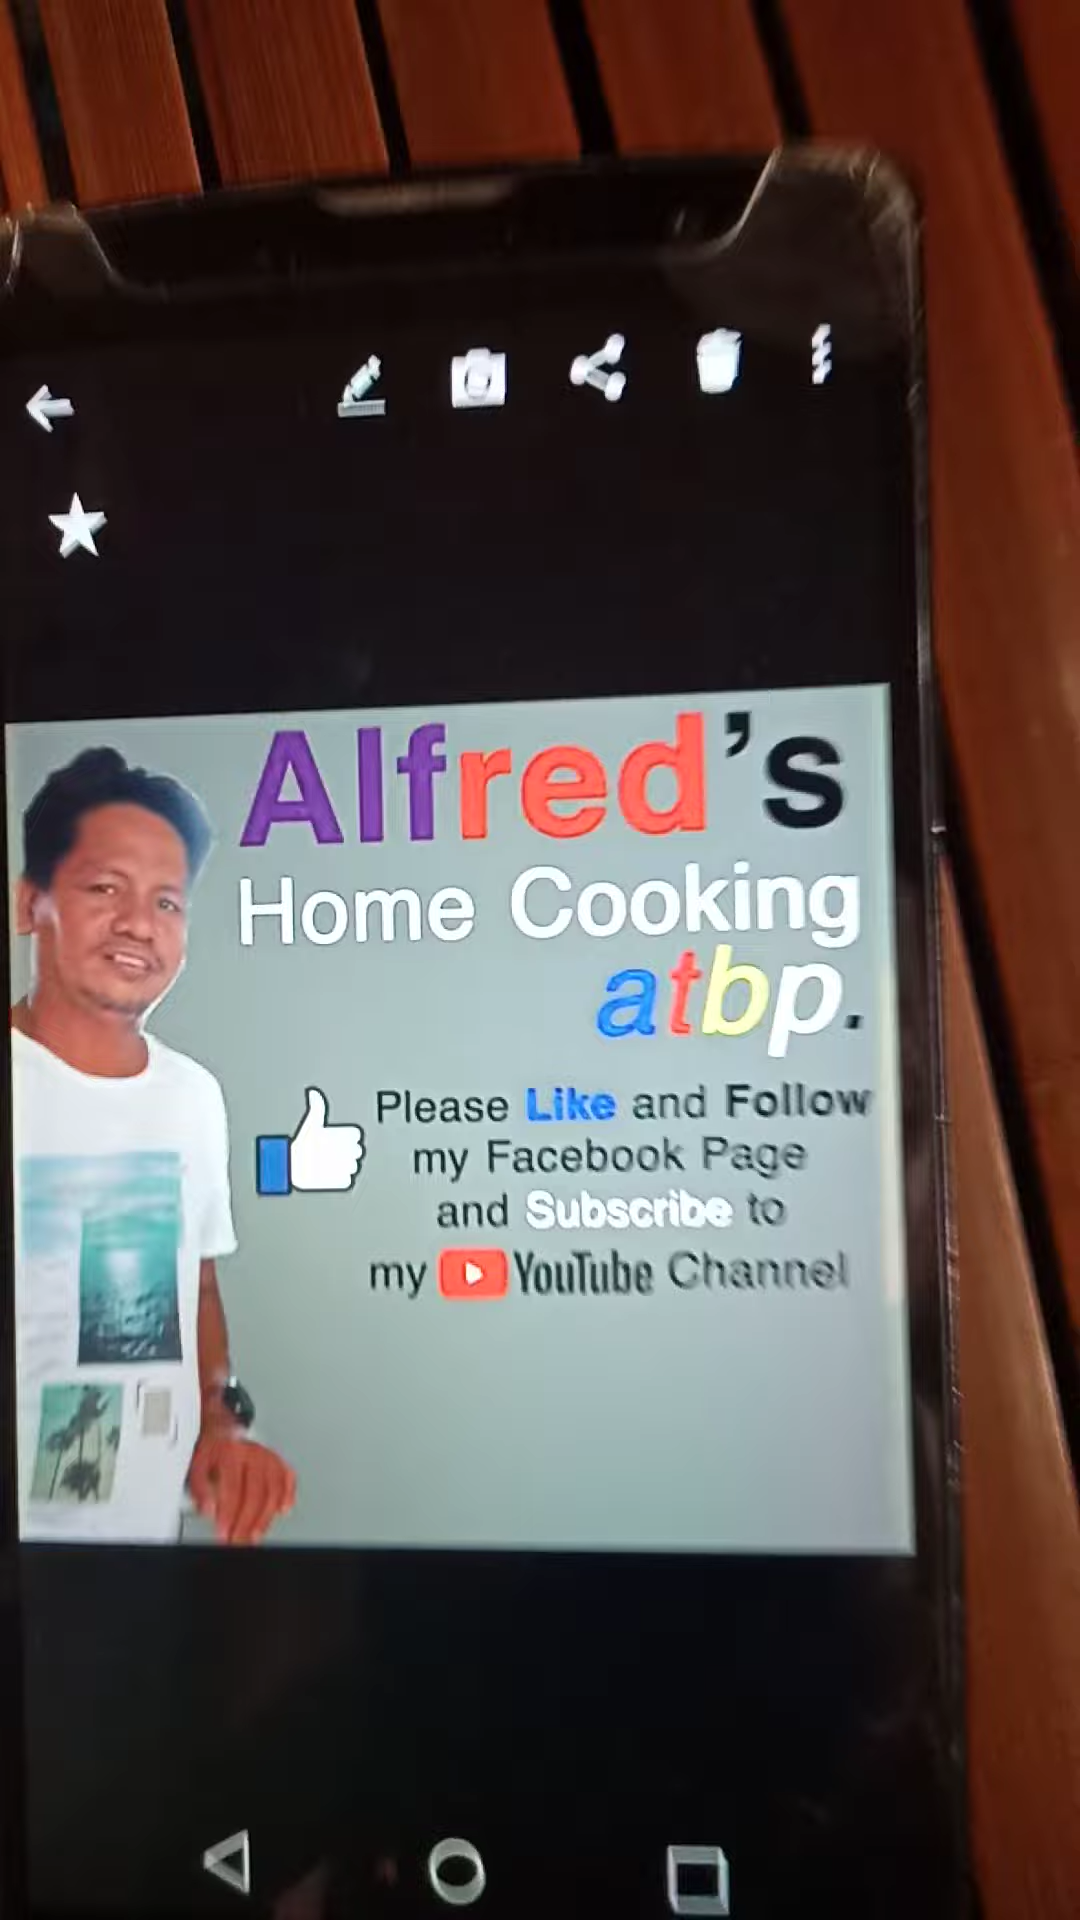 Alfred's
Home Cooking
atbp.
Please Like and Follow
my Facebook Page
and Subscribe to
my YouTube Channel